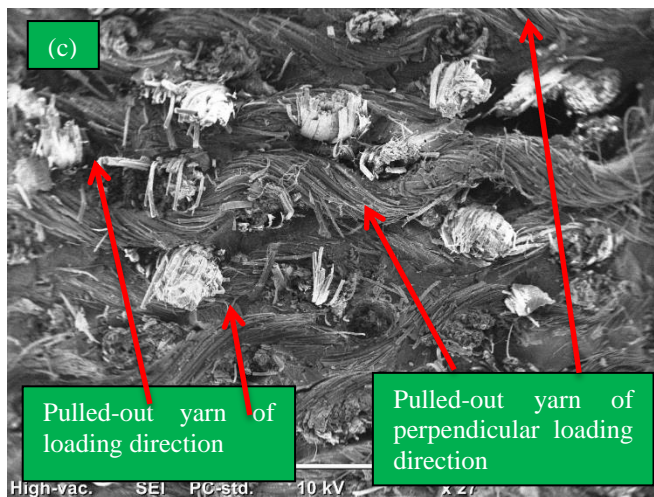 (c)
Pulled-out yarn of
loading direction
Pulled-out yarn of
perpendicular loading
direction
High-vac. SEI PC-std. 10 kV x 27